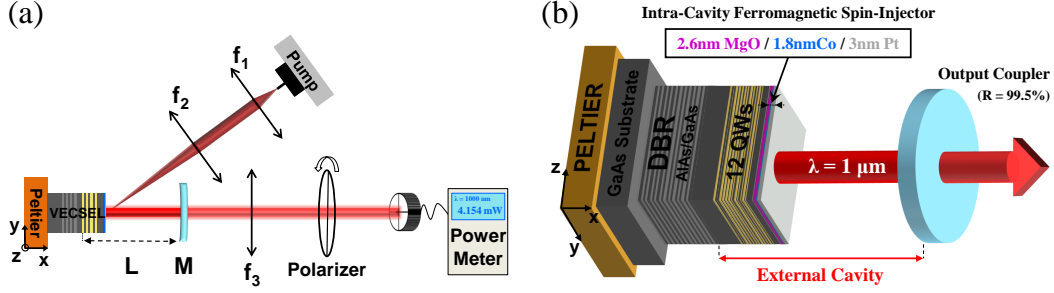 (a)
f1
Pump
f2
Peltier
VECSEL
y
z
x
L
M
f3
Polarizer
λ = 1000 nm
4.154 mW
Power
Meter
(b)
Intra-Cavity Ferromagnetic Spin-Injector
2.6nm MgO / 1.8nmCo / 3nm Pt
Output Coupler
(R = 99.5%)
PELTIER
GaAs Substrate
DBR
AlAs/GaAs
12 QWs
λ = 1 μm
z
x
y
External Cavity